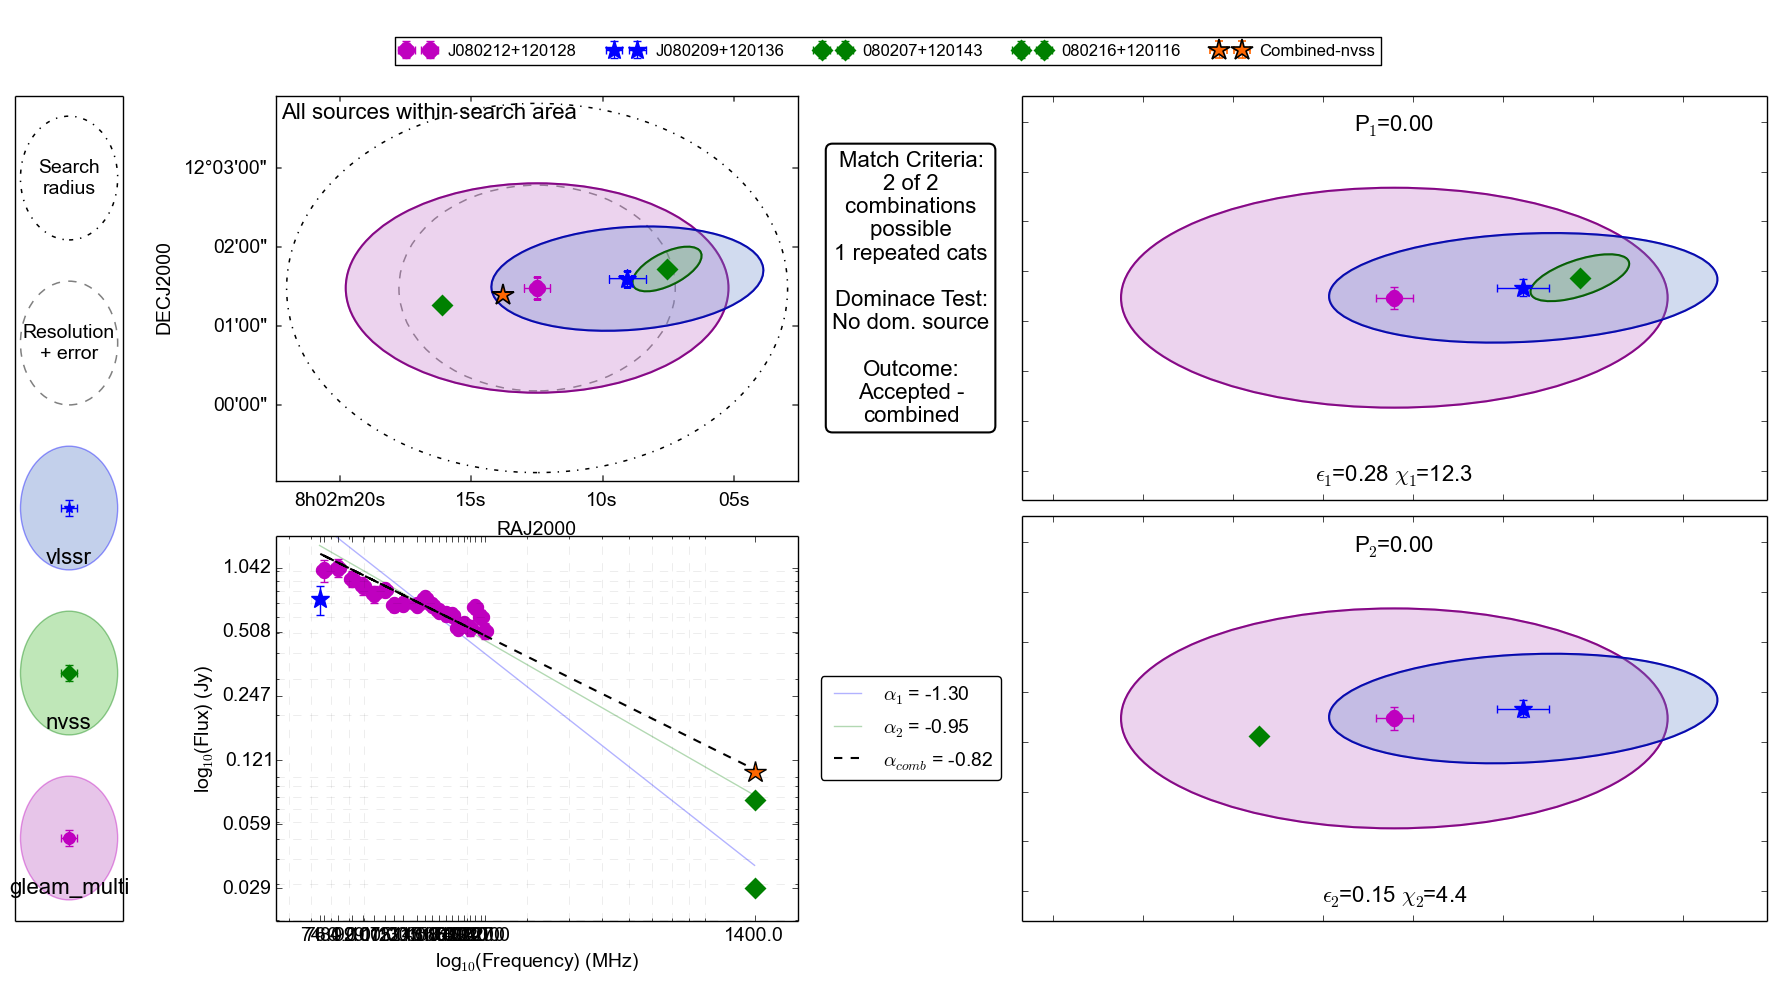 J080212+120128 J080209+120136 080207+120143 080216+120116 Combined-nvss
Search
radius
Resolution
+ error
vlssr
nvss
gleam_multi
All sources within search area
DECJ2000
12°03'00"
02'00"
01'00"
00'00"
8h02m20s 15s 10s 05s
RAJ2000
Match Criteria:
2 of 2
combinations
possible
1 repeated cats
Dominace Test:
No dom. source
Outcome:
Accepted -
combined
P1=0.00
ϵ1=0.28 χ1=12.3
log10(Flux) (Jy)
1.042
0.508
0.247
0.121
0.059
0.029
1400.0
log10(Frequency) (MHz)
α1 = -1.30
α2 = -0.95
αcomb = -0.82
P2=0.00
ϵ2=0.15 χ2=4.4